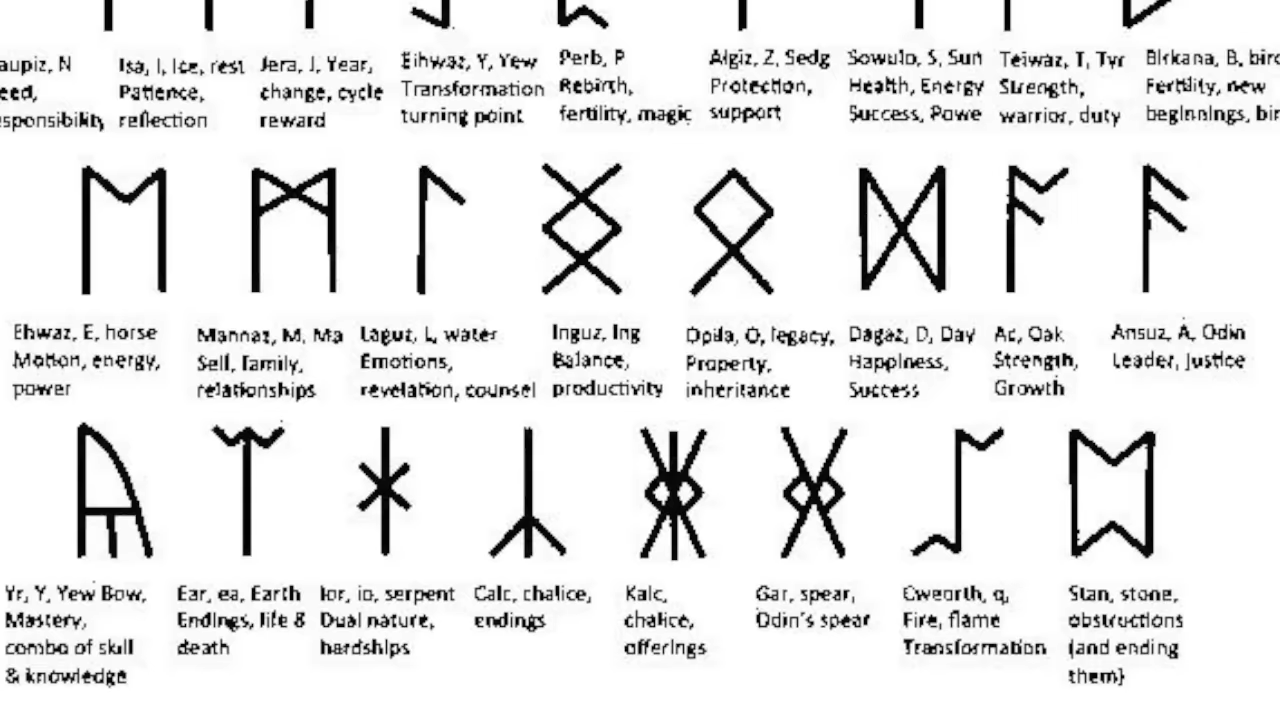 aupiz, N
eed,
esponsibility
Isa, I, Ice, rest
Patience,
reflection
Jera, J, Year,
change, cycle
reward
Eihwaz, Y, Yew
Transformation
turning point
Perb, P
Rebirth,
fertility, magic
Algiz, Z, Sedg
Protection,
support
Sowulo, S, Sun
Health, Energy
Success, Powe
Teiwaz, T, Tyr
Strength,
warrior, duty
Birkana, B, birc
Fertility, new
beginnings, bir
Ehwaz, E, horse
Motion, energy,
power
Mannaz, M, Ma
Self, family,
relationships
Laguz, L, water
Emotions,
revelation, counsel
Inguz, Ing
Balance,
productivity
Opila, O, legacy,
Property,
inheritance
Dagaz, D, Day
Happiness,
Success
Ac, Oak
Strength,
Growth
Ansuz, A, Odin
Leader, justice
Yr, Y, Yew Bow,
Mastery,
combo of skill
& knowledge
Ear, ea, Earth
Endings, life &
death
Ior, io, serpent
Dual nature,
hardships
Calc, chalice,
endings
Kalc,
chalice,
offerings
Gar, spear,
Odin's spear
Cweorth, q,
Fire, flame
Transformation
Stan, stone,
obstructions
(and ending
them)